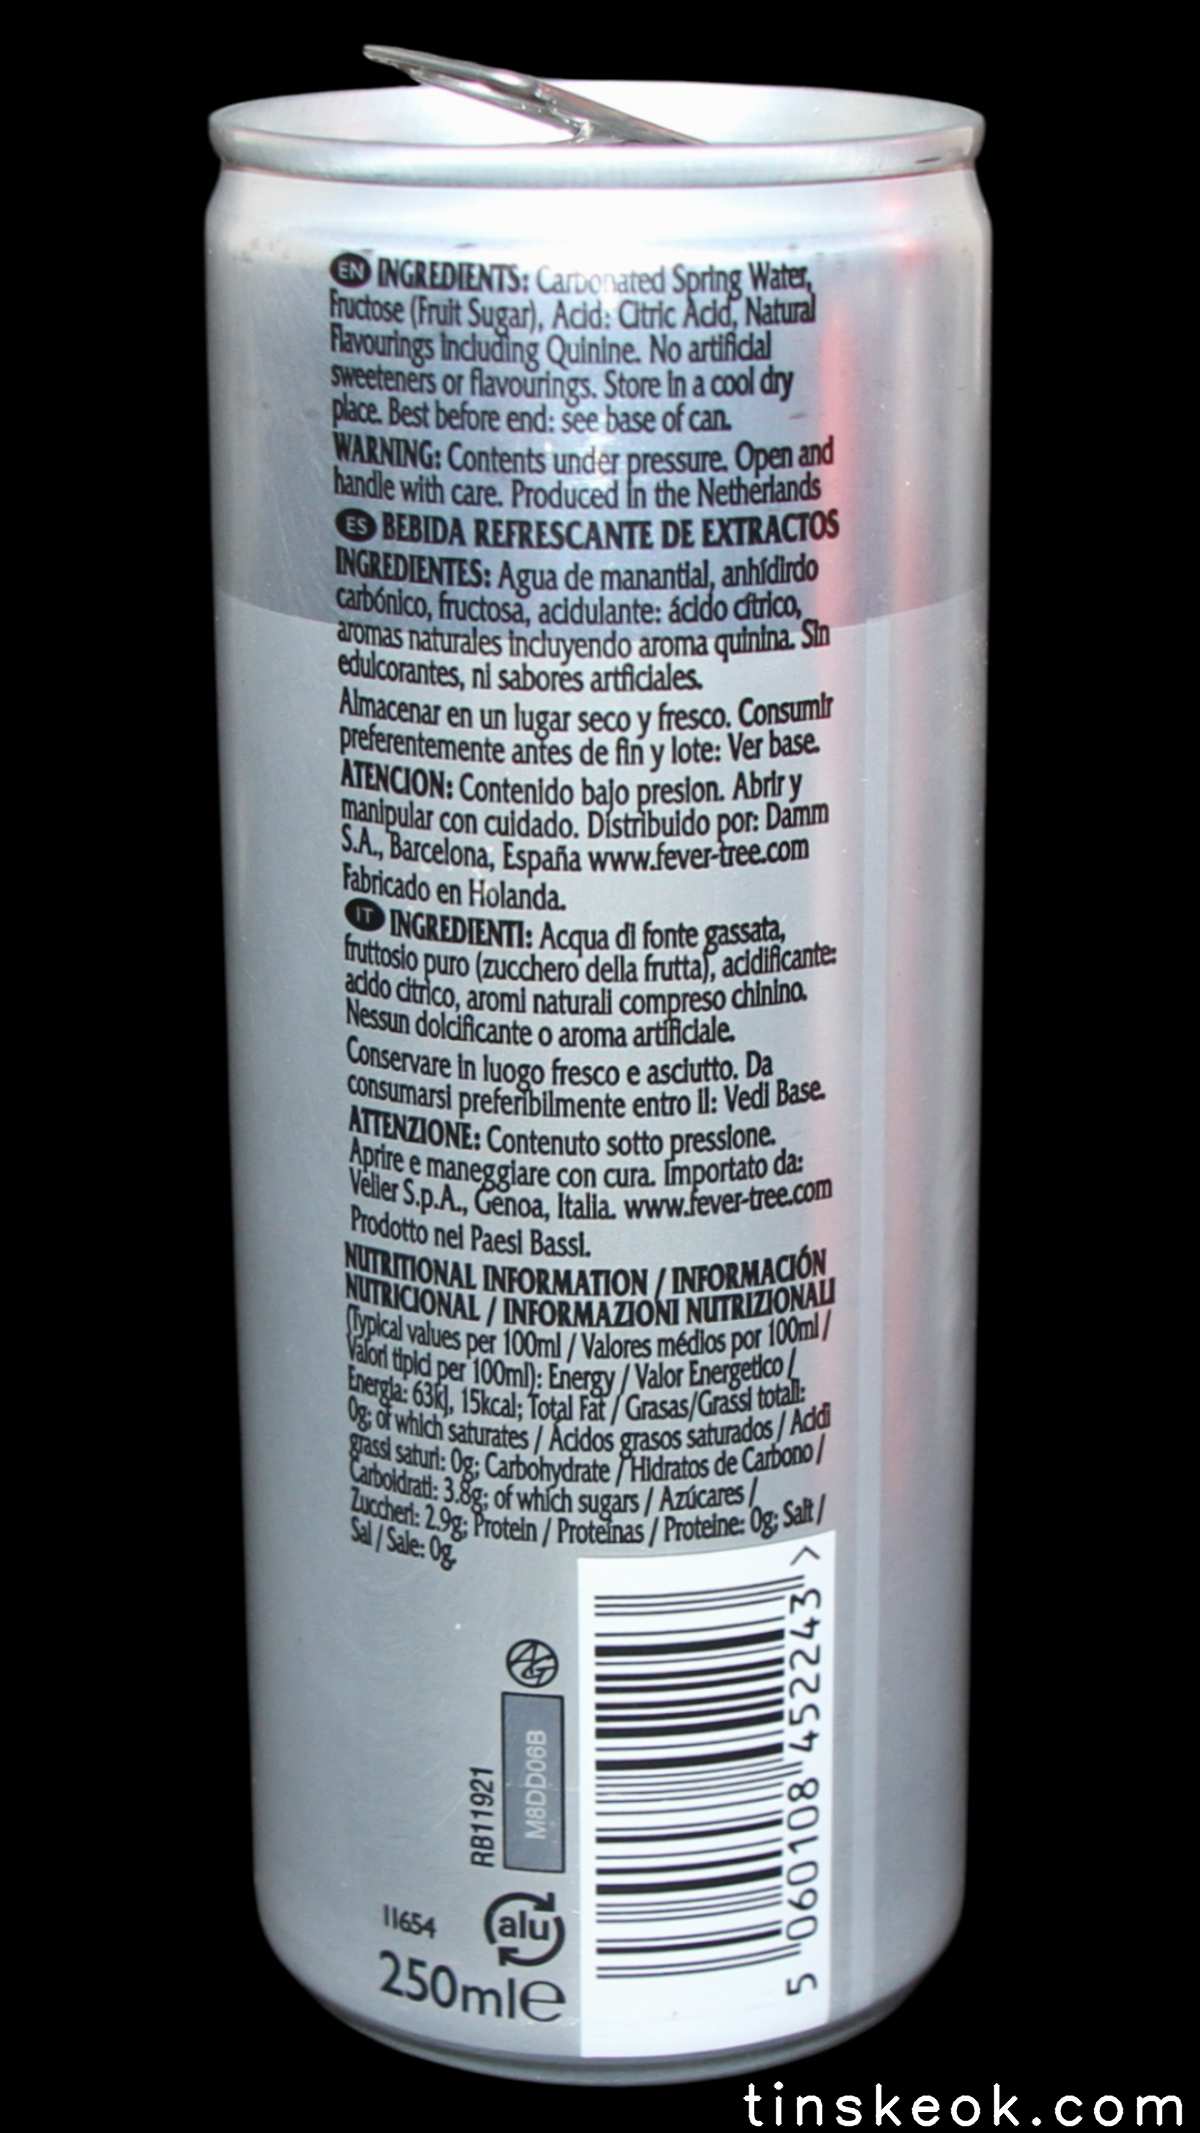 EN INGREDIENTS: Carbonated Spring Water,
Fructose (Fruit Sugar), Acid: Citric Acid, Natural
Flavourings including Quinine. No artificial
sweeteners or flavourings. Store in a cool dry
place. Best before end: see base of can.
WARNING: Contents under pressure. Open and
handle with care. Produced in the Netherlands
ES BEBIDA REFRESCANTE DE EXTRACTOS
INGREDIENTES: Agua de manantial, anhídirdo
carbónico, fructosa, acidulante: ácido cítrico,
aromas naturales incluyendo aroma quinina. Sin
edulcorantes, ni sabores artficiales.
Almacenar en un lugar seco y fresco. Consumir
preferentemente antes de fin y lote: Ver base.
ATENCION: Contenido bajo presion. Abrir y
manipular con cuidado. Distribuido por: Damm
S.A., Barcelona, España www.fever-tree.com
Fabricado en Holanda.
IT INGREDIENTI: Acqua di fonte gassata,
fruttosio puro (zucchero della frutta), acidificante:
acido citrico, aromi naturali compreso chinino.
Nessun dolcificante o aroma artificiale.
Conservare in luogo fresco e asciutto. Da
consumarsi preferibilmente entro il: Vedi Base.
ATTENZIONE: Contenuto sotto pressione.
Aprire e maneggiare con cura. Importato da:
Velier S.p.A., Genoa, Italia. www.fever-tree.com
Prodotto nei Paesi Bassi.
NUTRITIONAL INFORMATION / INFORMACIÓN
NUTRICIONAL / INFORMAZIONI NUTRIZIONALI
(Typical values per 100ml / Valores médios por 100ml /
Valori tipici per 100ml): Energy / Valor Energetico /
Energia: 63kJ, 15kcal; Total Fat / Grasas/Grassi totali:
0g; of which saturates / Ácidos grasos saturados / Acidi
grassi saturi: 0g; Carbohydrate / Hidratos de Carbono /
Carboidrati: 3.8g; of which sugars / Azúcares /
Zuccheri: 2.9g; Protein / Proteínas / Proteine: 0g; Salt /
Sal / Sale: 0g.
AG
M8DD06B
RB11921
5 060108 452243 >
11654
alu
250ml e
tinskeok.com